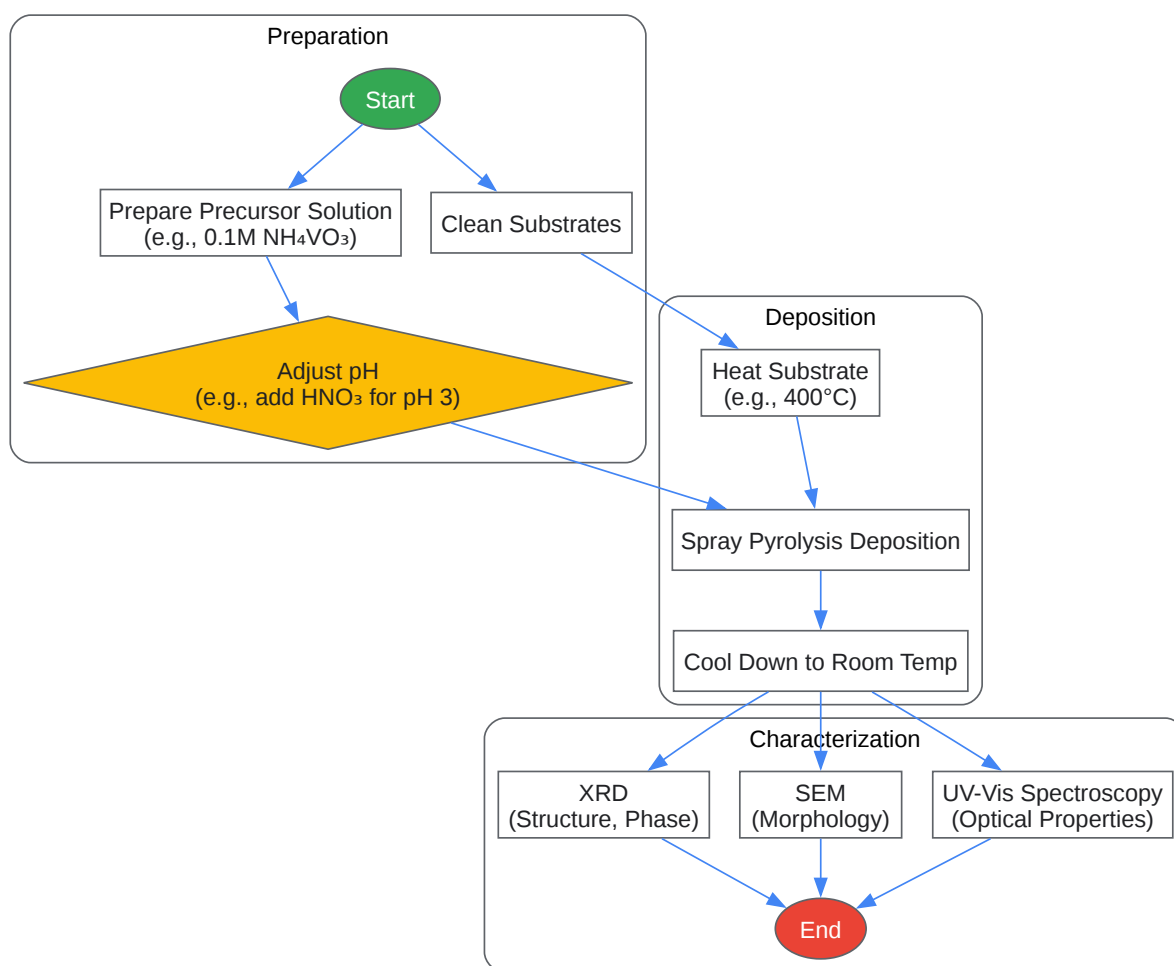 Preparation
Start
Prepare Precursor Solution
(e.g., 0.1M NH₄VO₃)
Clean Substrates
Adjust pH
(e.g., add HNO₃ for pH 3)
Deposition
Heat Substrate
(e.g., 400°C)
Spray Pyrolysis Deposition
Cool Down to Room Temp
Characterization
XRD
(Structure, Phase)
SEM
(Morphology)
UV-Vis Spectroscopy
(Optical Properties)
End